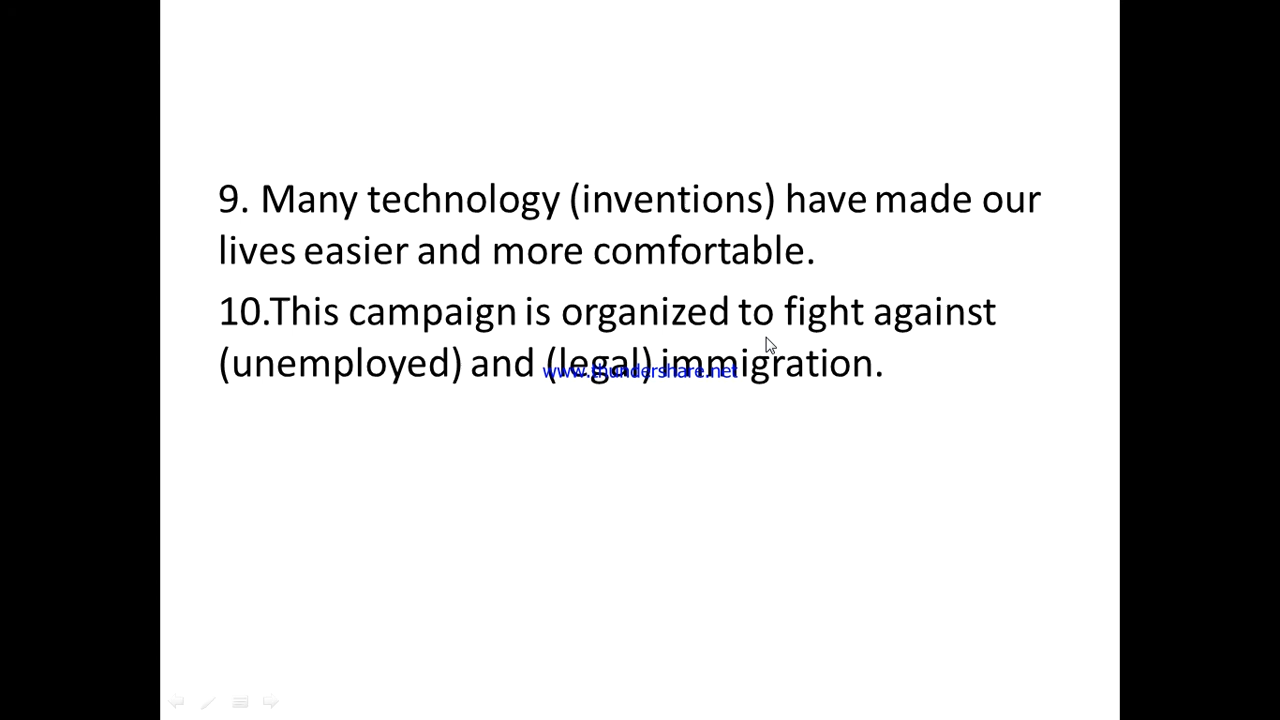 9. Many technology (inventions) have made our
lives easier and more comfortable.
10.This campaign is organized to fight against
(unemployed) and (legal) immigration.
www.thundershare.net